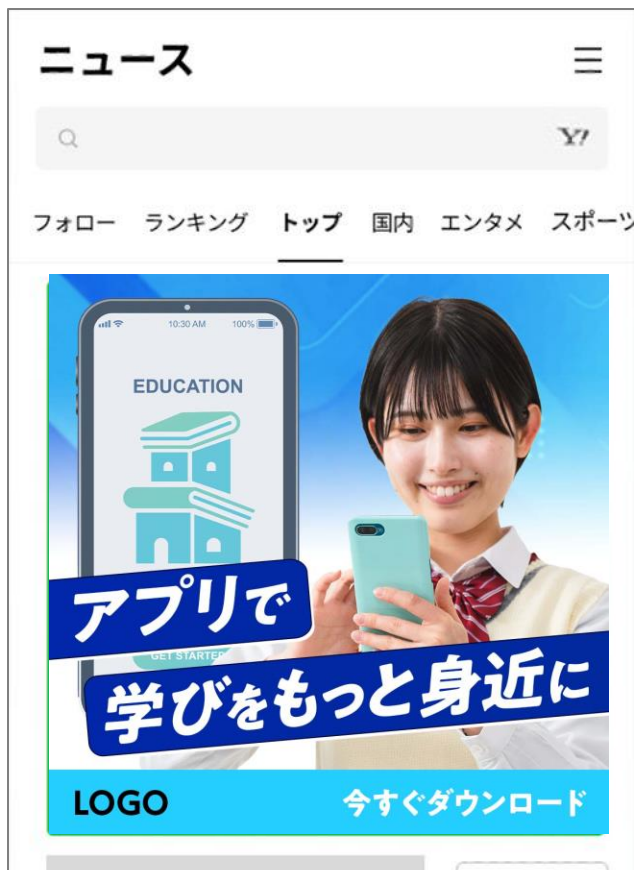 ニュース
Y!
フォロー ランキング トップ 国内 エンタメ スポーツ
10:30 AM 100%
EDUCATION
アプリで
GET STARTED
学びをもっと身近に
LOGO 今すぐダウンロード